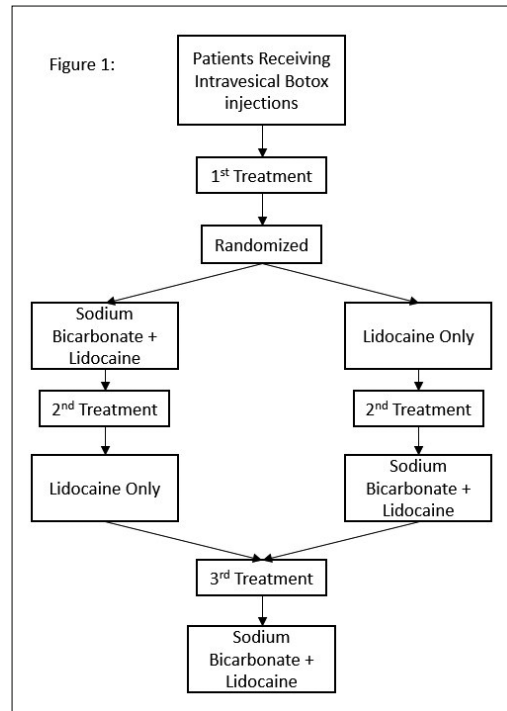 Figure 1:
Patients Receiving
Intravesical Botox
injections
1st Treatment
Randomized
Sodium
Bicarbonate +
Lidocaine
Lidocaine Only
2nd Treatment
2nd Treatment
Lidocaine Only
Sodium
Bicarbonate +
Lidocaine
3rd Treatment
Sodium
Bicarbonate +
Lidocaine